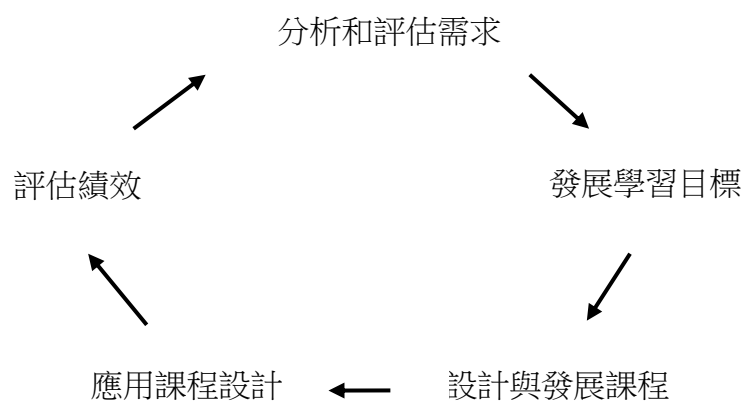 分析和評估需求
評估績效
發展學習目標
應用課程設計
設計與發展課程